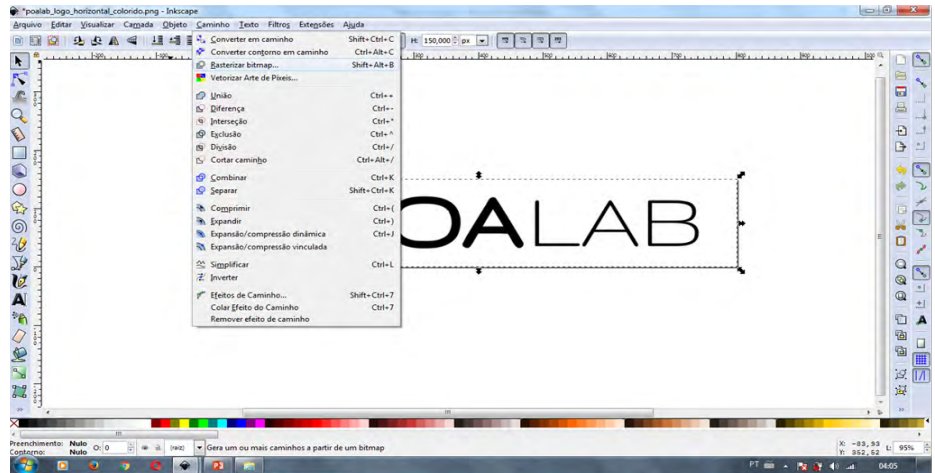 *poalab_logo_horizontal_colorido.png - Inkscape
Arquivo Editar Visualizar Camada Objeto Caminho Texto Filtros Extensões Ajuda
H: 150,000 px
Converter em caminho Shift+Ctrl+C
Converter contorno em caminho Ctrl+Alt+C
Rasterizar bitmap... Shift+Alt+B
Vetorizar Arte de Pixeis...
União Ctrl++
Diferença Ctrl+-
Interseção Ctrl+*
Exclusão Ctrl+^
Divisão Ctrl+/
Cortar caminho Ctrl+Alt+/
Combinar Ctrl+K
Separar Shift+Ctrl+K
Comprimir Ctrl+(
Expandir Ctrl+)
Expansão/compressão dinâmica Ctrl+J
Expansão/compressão vinculada
Simplificar Ctrl+L
Inverter
Efeitos de Caminho... Shift+Ctrl+7
Colar Efeito do Caminho Ctrl+7
Remover efeito de caminho
OALAB
Preenchimento: Nulo
Contorno: Nulo
O: 0
(raiz)
Gera um ou mais caminhos a partir de um bitmap
X: -83,93
Y: 352,52
L: 95%
PT
04:05